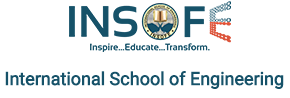 INSOFE
Inspire...Educate...Transform.
International School of Engineering